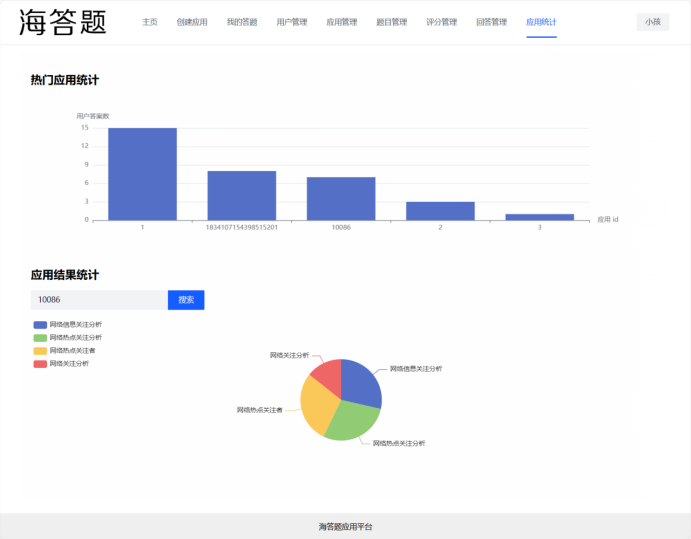 海答题
主页 创建应用 我的答题 用户管理 应用管理 题目管理 评分管理 回答管理 应用统计 小孩
热门应用统计
用户答案数
15
12
9
6
3
0
1 1834107154398515201 10086 2 3 应用 id
应用结果统计
10086 搜索
网络信息关注分析
网络热点关注分析
网络热点关注者
网络关注分析
网络关注分析
网络信息关注分析
网络热点关注者
网络热点关注分析
海答题应用平台